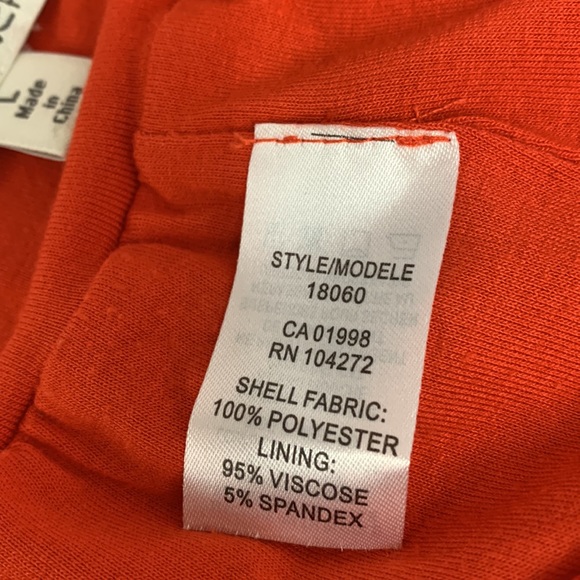 L
Made
in
China
STYLE/MODELE
18060
CA 01998
RN 104272
SHELL FABRIC:
100% POLYESTER
LINING:
95% VISCOSE
5% SPANDEX